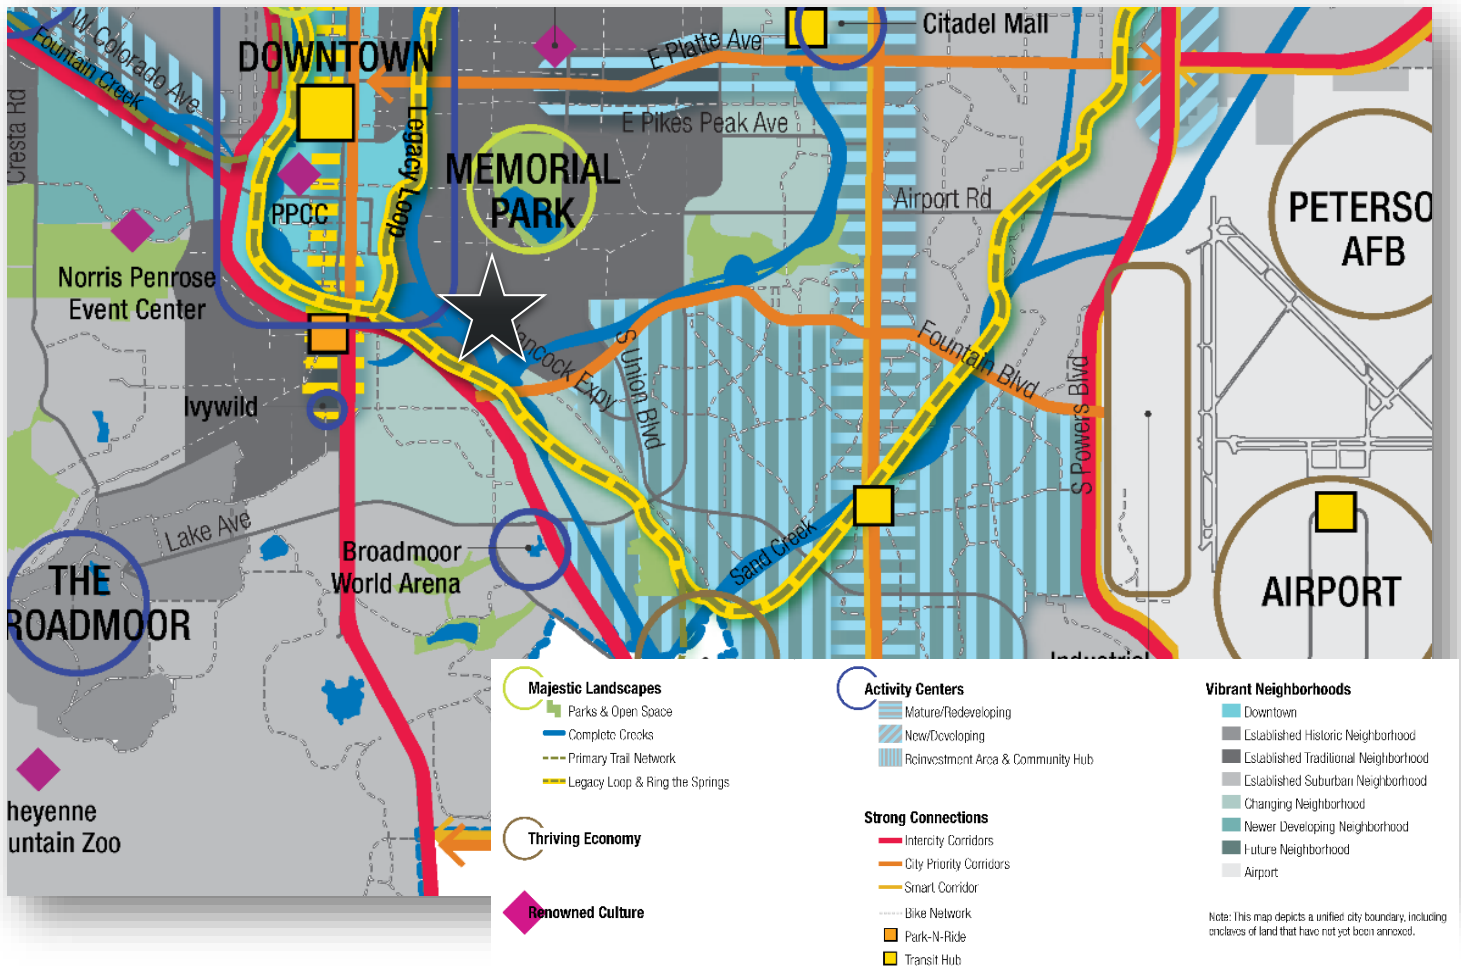 W. Colorado Ave
Fountain Creek
Cresta Rd
DOWNTOWN
Legacy Loop
E Platte Ave
Citadel Mall
E Pikes Peak Ave
MEMORIAL
PARK
Airport Rd
PETERSO
AFB
PPCC
Norris Penrose
Event Center
ancock Expy
S Union Blvd
Fountain Blvd
S Powers Blvd
Ivywild
Lake Ave
Broadmoor
World Arena
Sand Creek
THE
ROADMOOR
AIRPORT
Industrial
heyenne
untain Zoo
Majestic Landscapes
Parks & Open Space
Complete Creeks
Primary Trail Network
Legacy Loop & Ring the Springs
Thriving Economy
Renowned Culture
Activity Centers
Mature/Redeveloping
New/Developing
Reinvestment Area & Community Hub
Strong Connections
Intercity Corridors
City Priority Corridors
Smart Corridor
Bike Network
Park-N-Ride
Transit Hub
Vibrant Neighborhoods
Downtown
Established Historic Neighborhood
Established Traditional Neighborhood
Established Suburban Neighborhood
Changing Neighborhood
Newer Developing Neighborhood
Future Neighborhood
Airport
Note: This map depicts a unified city boundary, including
enclaves of land that have not yet been annexed.